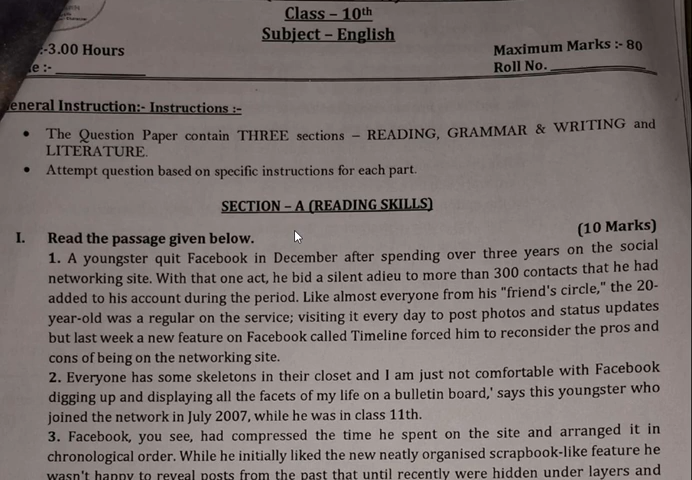 Class – 10th
Subject – English
:-3.00 Hours
Maximum Marks :- 80
e :-
Roll No.
eneral Instruction:- Instructions :-
• The Question Paper contain THREE sections – READING, GRAMMAR & WRITING and
LITERATURE.
• Attempt question based on specific instructions for each part.
SECTION – A (READING SKILLS)
(10 Marks)
I. Read the passage given below.
1. A youngster quit Facebook in December after spending over three years on the social
networking site. With that one act, he bid a silent adieu to more than 300 contacts that he had
added to his account during the period. Like almost everyone from his "friend's circle," the 20-
year-old was a regular on the service; visiting it every day to post photos and status updates
but last week a new feature on Facebook called Timeline forced him to reconsider the pros and
cons of being on the networking site.
2. Everyone has some skeletons in their closet and I am just not comfortable with Facebook
digging up and displaying all the facets of my life on a bulletin board,' says this youngster who
joined the network in July 2007, while he was in class 11th.
3. Facebook, you see, had compressed the time he spent on the site and arranged it in
chronological order. While he initially liked the new neatly organised scrapbook-like feature he
wasn't happy to reveal posts from the past that until recently were hidden under layers and